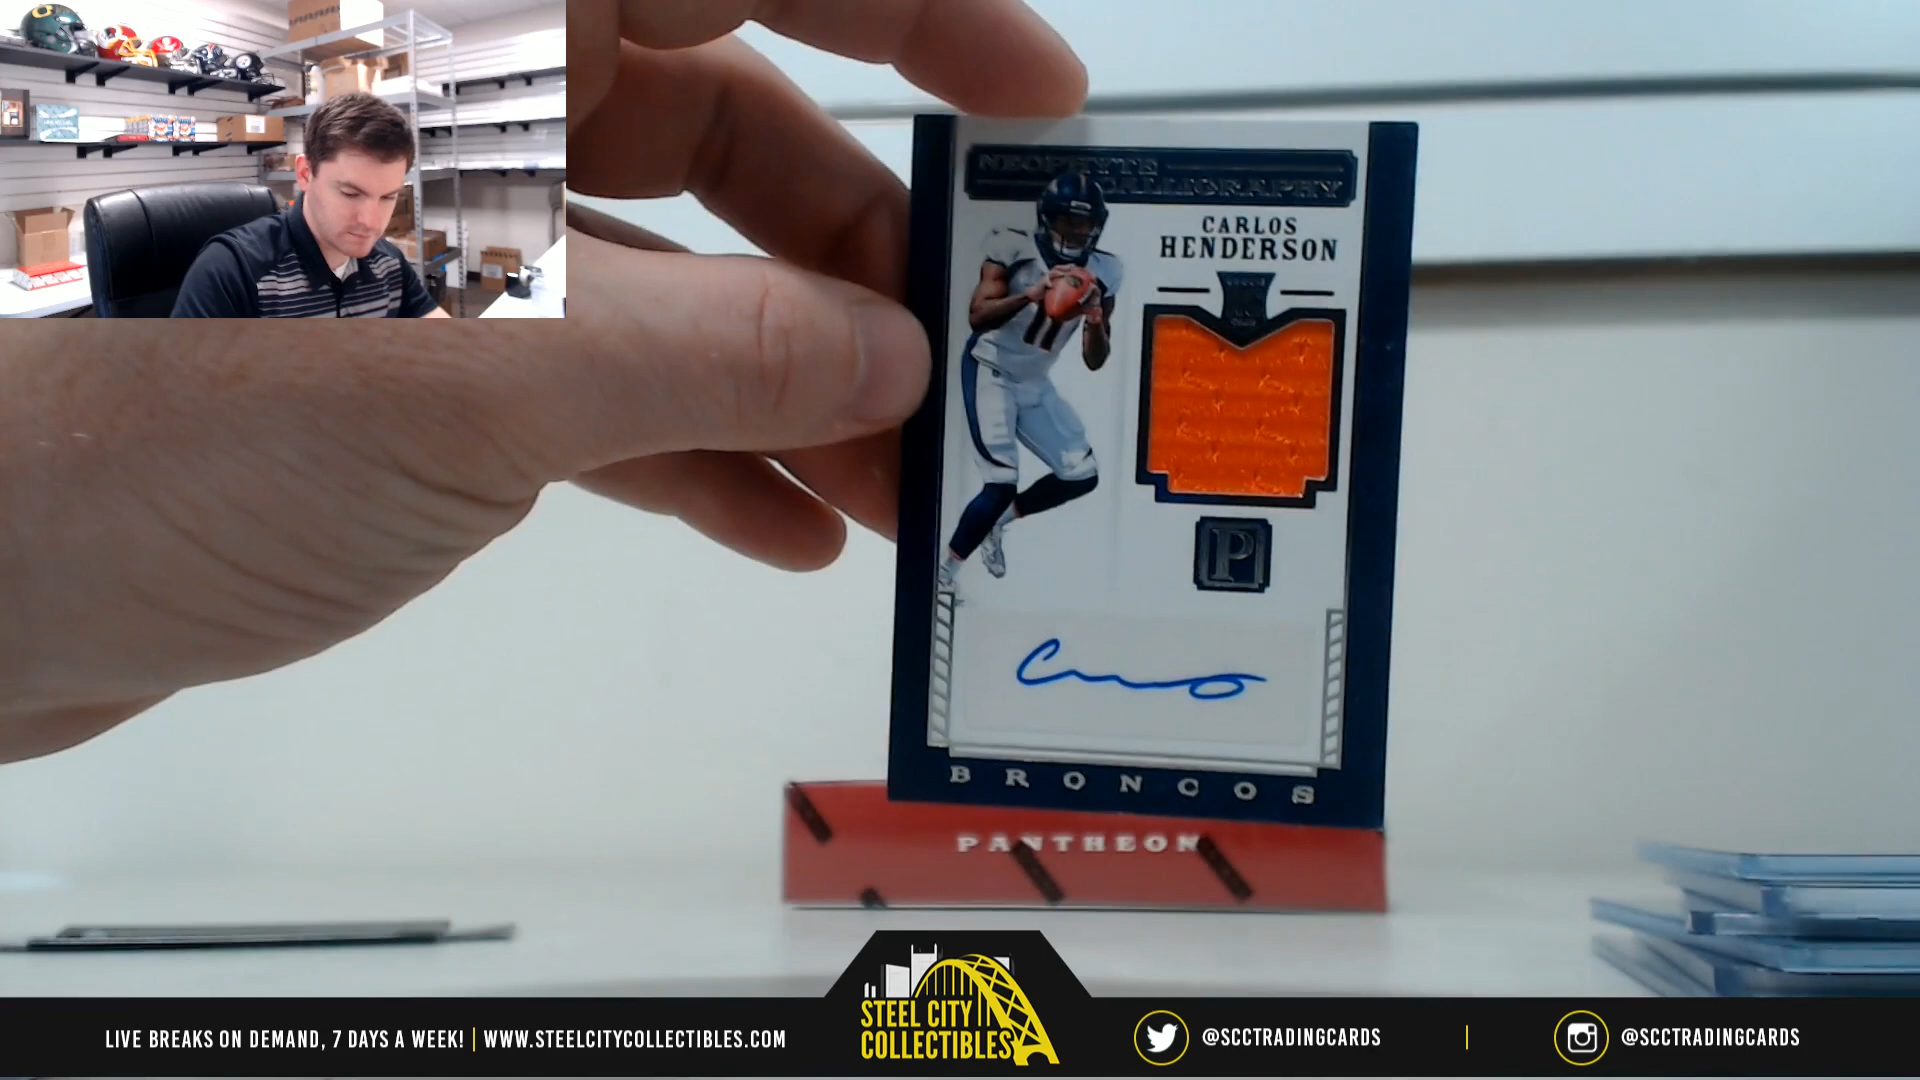 NEOPHYTE
CALLIGRAPHY
CARLOS
HENDERSON
11
P
BRONCOS
PANTHEON
STEEL CITY
COLLECTIBLES
LIVE BREAKS ON DEMAND, 7 DAYS A WEEK! | WWW.STEELCITYCOLLECTIBLES.COM
@SCCTRADINGCARDS
@SCCTRADINGCARDS